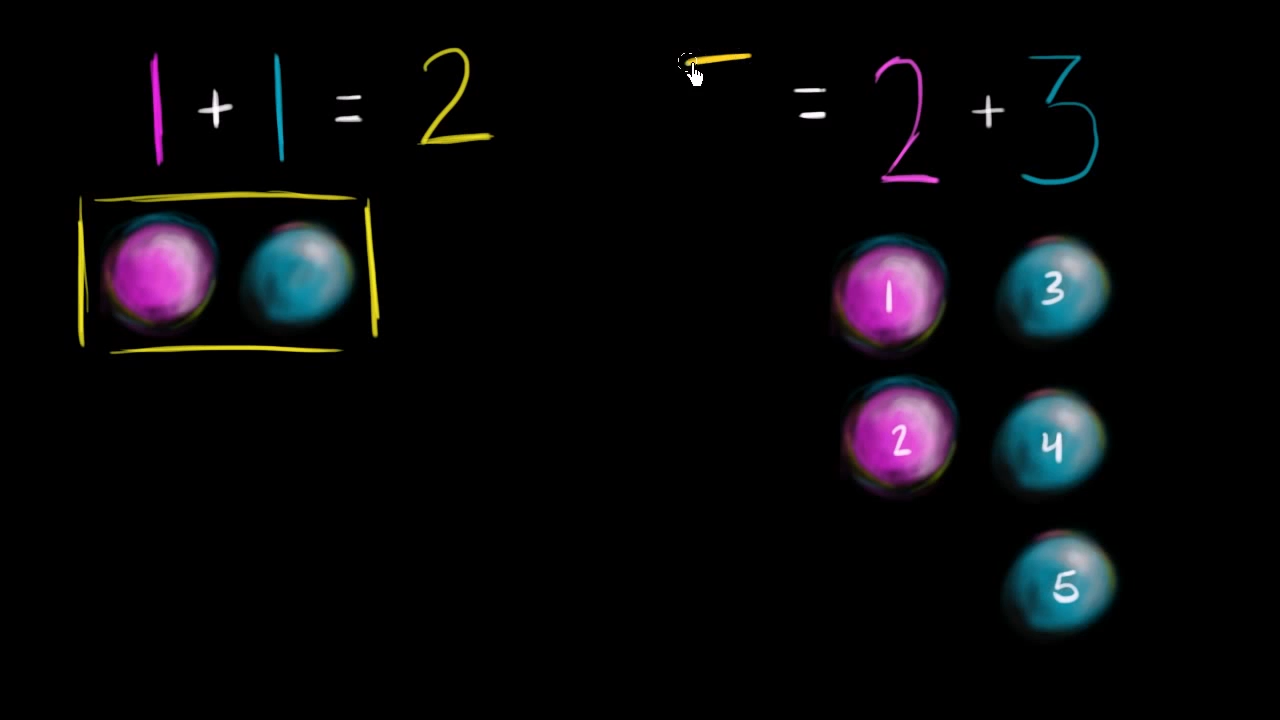 1 + 1 = 2
= 2 + 3
1 3
2 4
5